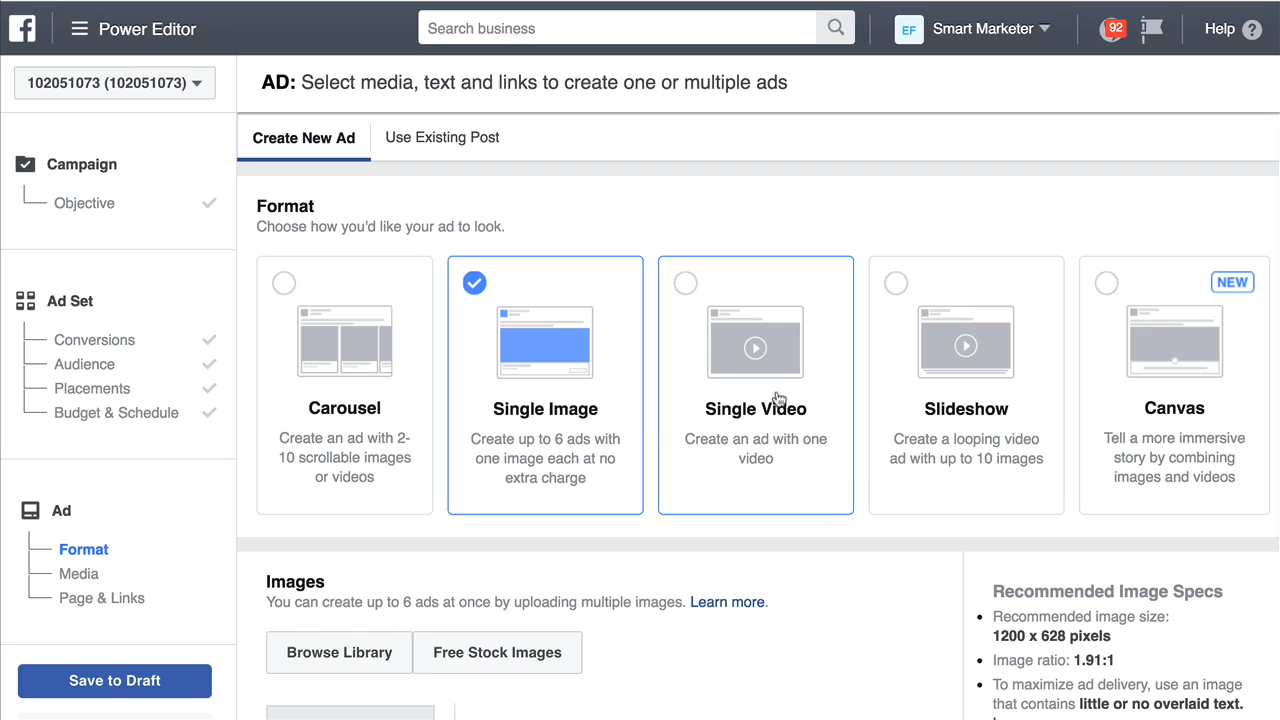 Power Editor
Search business
EF
Smart Marketer
92
Help ?
102051073 (102051073)
AD: Select media, text and links to create one or multiple ads
Create New Ad
Use Existing Post
Campaign
Objective
Ad Set
Conversions
Audience
Placements
Budget & Schedule
Ad
Format
Media
Page & Links
Save to Draft
Format
Choose how you'd like your ad to look.
Carousel
Create an ad with 2-
10 scrollable images
or videos
Single Image
Create up to 6 ads with
one image each at no
extra charge
Single Video
Create an ad with one
video
Slideshow
Create a looping video
ad with up to 10 images
NEW
Canvas
Tell a more immersive
story by combining
images and videos
Images
You can create up to 6 ads at once by uploading multiple images. Learn more.
Browse Library
Free Stock Images
Recommended Image Specs
Recommended image size:
1200 x 628 pixels
Image ratio: 1.91:1
To maximize ad delivery, use an image
that contains little or no overlaid text.